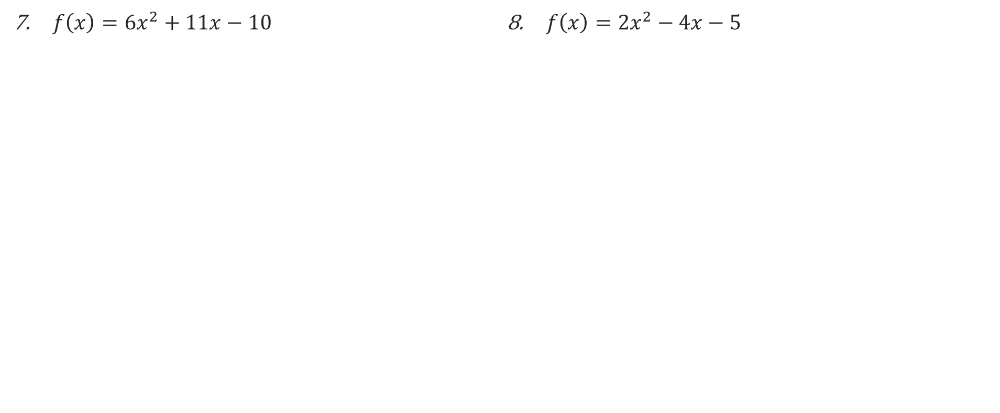 7. f(x) = 6x² + 11x − 10
8. f(x) = 2x² − 4x − 5